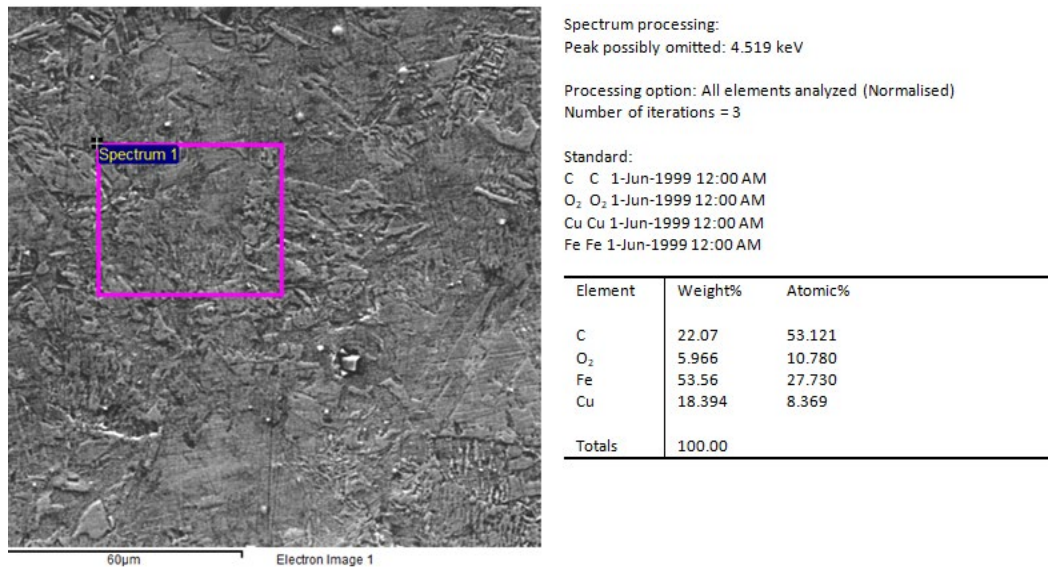 Spectrum 1
60µm
Electron Image 1
Spectrum processing:
Peak possibly omitted: 4.519 keV
Processing option: All elements analyzed (Normalised)
Number of iterations = 3
Standard:
C C 1-Jun-1999 12:00 AM
O₂ O₂ 1-Jun-1999 12:00 AM
Cu Cu 1-Jun-1999 12:00 AM
Fe Fe 1-Jun-1999 12:00 AM
Element Weight% Atomic%
C 22.07 53.121
O₂ 5.966 10.780
Fe 53.56 27.730
Cu 18.394 8.369
Totals 100.00